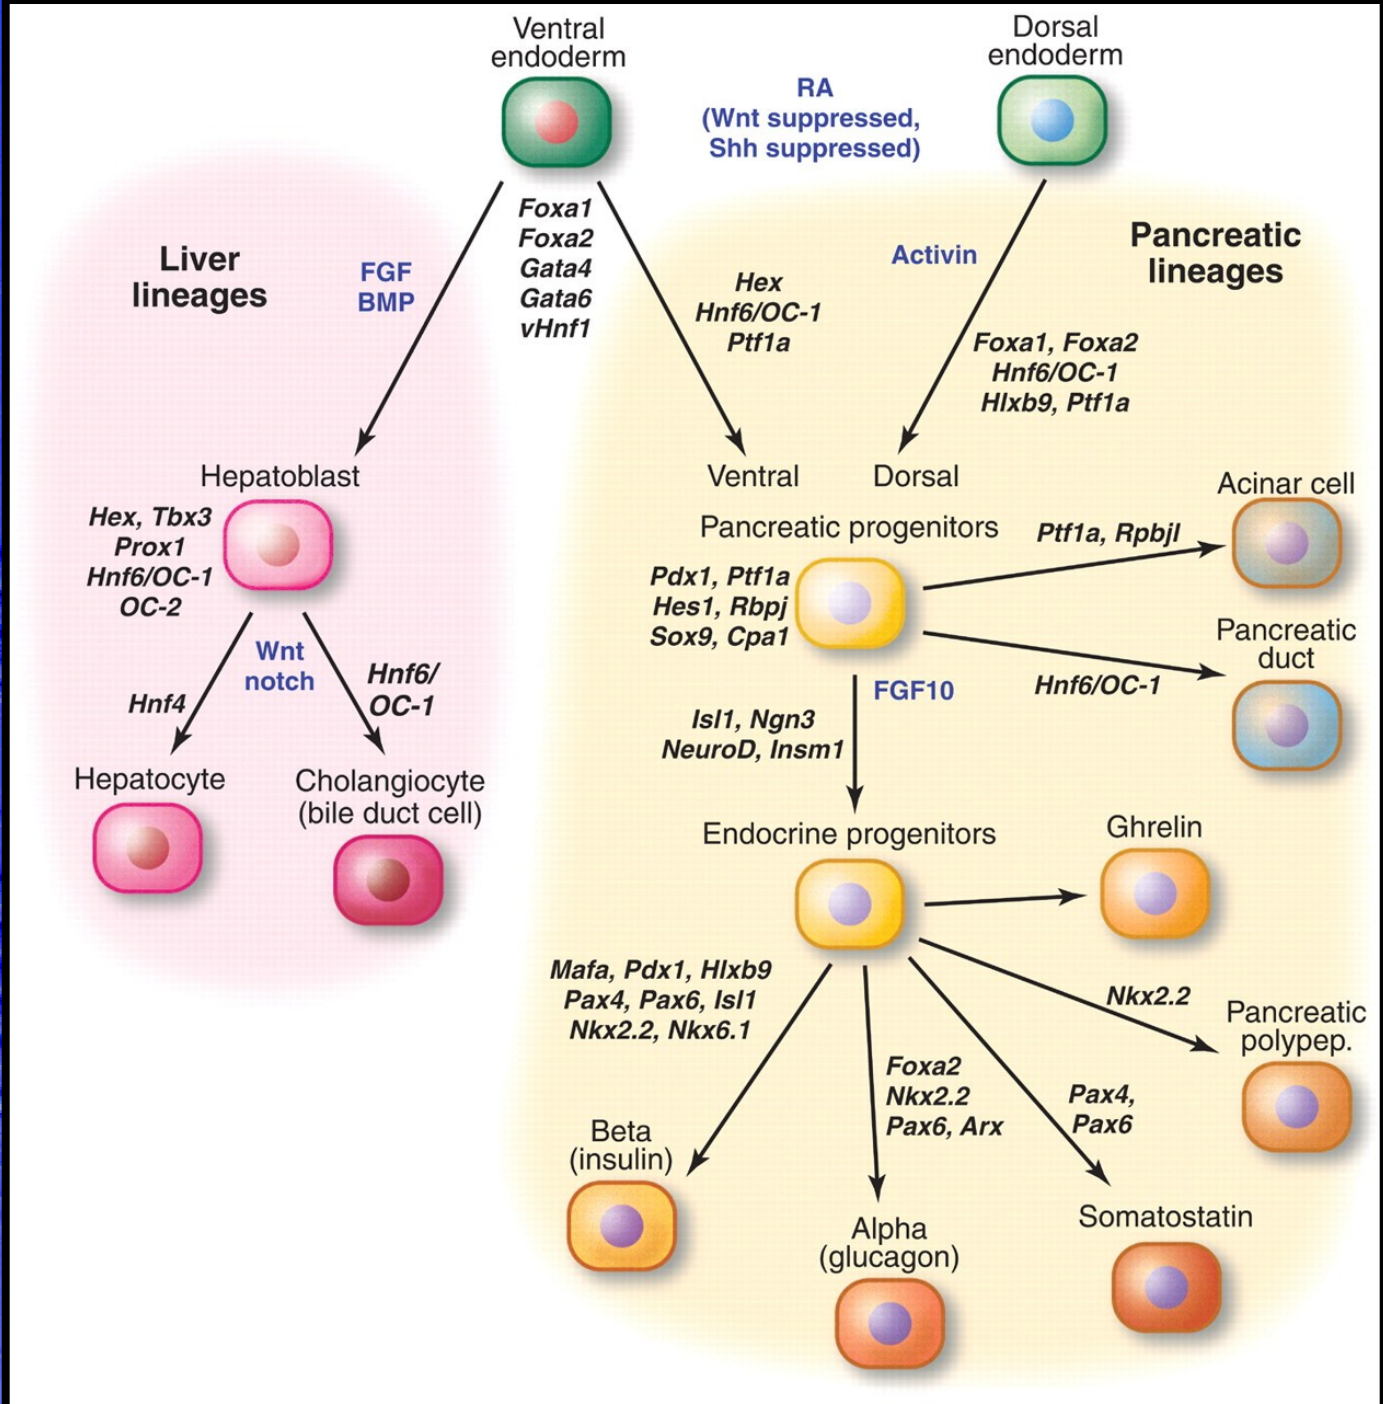 Ventral
endoderm
Dorsal
endoderm
RA
(Wnt suppressed,
Shh suppressed)
Foxa1
Foxa2
Gata4
Gata6
vHnf1
Liver
lineages
FGF
BMP
Hex
Hnf6/OC-1
Ptf1a
Activin
Pancreatic
lineages
Foxa1, Foxa2
Hnf6/OC-1
Hlxb9, Ptf1a
Hepatoblast
Hex, Tbx3
Prox1
Hnf6/OC-1
OC-2
Wnt
notch
Hnf4
Hnf6/
OC-1
Hepatocyte
Cholangiocyte
(bile duct cell)
Ventral
Dorsal
Pancreatic progenitors
Pdx1, Ptf1a
Hes1, Rbpj
Sox9, Cpa1
Ptf1a, Rpbjl
Acinar cell
Hnf6/OC-1
Pancreatic
duct
FGF10
Isl1, Ngn3
NeuroD, Insm1
Endocrine progenitors
Ghrelin
Mafa, Pdx1, Hlxb9
Pax4, Pax6, Isl1
Nkx2.2, Nkx6.1
Nkx2.2
Pancreatic
polypep.
Foxa2
Nkx2.2
Pax6, Arx
Pax4,
Pax6
Beta
(insulin)
Alpha
(glucagon)
Somatostatin